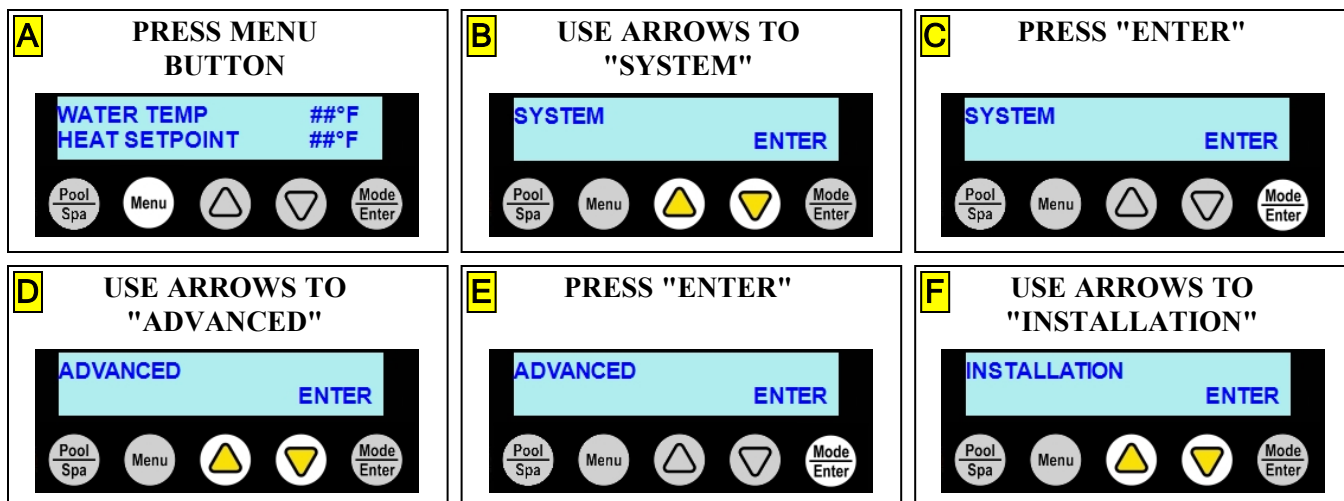 A
PRESS MENU
BUTTON
WATER TEMP ##°F
HEAT SETPOINT ##°F
Pool
Spa
Menu
Mode
Enter
B
USE ARROWS TO
"SYSTEM"
SYSTEM
ENTER
Pool
Spa
Menu
Mode
Enter
C
PRESS "ENTER"
SYSTEM
ENTER
Pool
Spa
Menu
Mode
Enter
D
USE ARROWS TO
"ADVANCED"
ADVANCED
ENTER
Pool
Spa
Menu
Mode
Enter
E
PRESS "ENTER"
ADVANCED
ENTER
Pool
Spa
Menu
Mode
Enter
F
USE ARROWS TO
"INSTALLATION"
INSTALLATION
ENTER
Pool
Spa
Menu
Mode
Enter